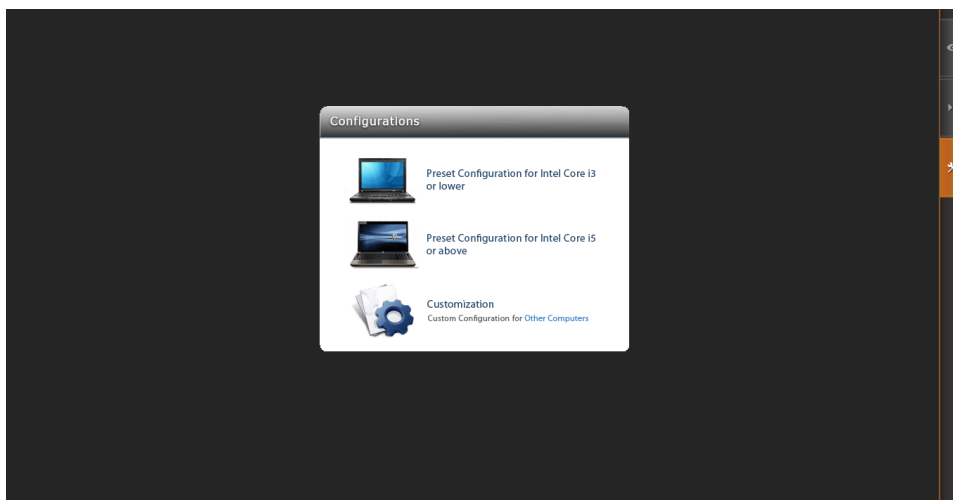 Configurations
Preset Configuration for Intel Core i3
or lower
Preset Configuration for Intel Core i5
or above
Customization
Custom Configuration for Other Computers